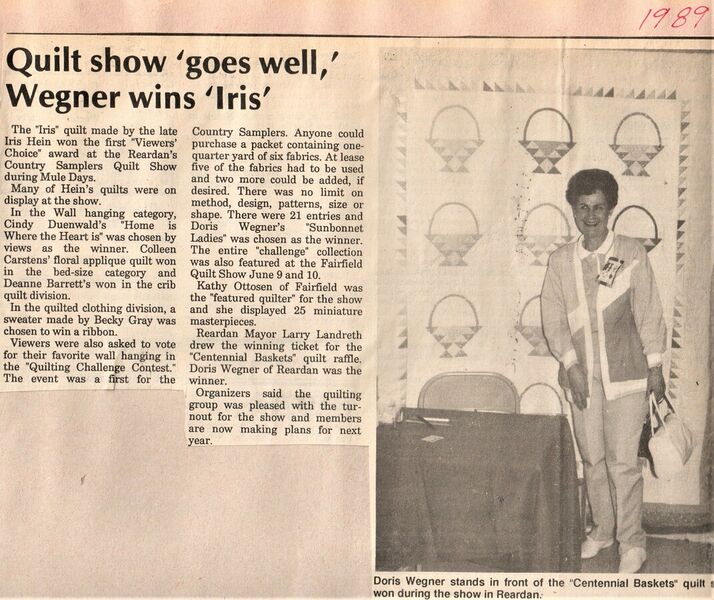 1989
Quilt show 'goes well,'
Wegner wins 'Iris'
The "Iris" quilt made by the late
Iris Hein won the first "Viewers'
Choice" award at the Reardan's
Country Samplers Quilt Show
during Mule Days.
Many of Hein's quilts were on
display at the show.
In the Wall hanging category,
Cindy Duenwald's "Home is
Where the Heart is" was chosen by
views as the winner. Colleen
Carstens' floral applique quilt won
in the bed-size category and
Deanne Barrett's won in the crib
quilt division.
In the quilted clothing division, a
sweater made by Becky Gray was
chosen to win a ribbon.
Viewers were also asked to vote
for their favorite wall hanging in
the "Quilting Challenge Contest."
The event was a first for the
Country Samplers. Anyone could
purchase a packet containing one-
quarter yard of six fabrics. At lease
five of the fabrics had to be used
and two more could be added, if
desired. There was no limit on
method, design, patterns, size or
shape. There were 21 entries and
Doris Wegner's "Sunbonnet
Ladies" was chosen as the winner.
The entire "challenge" collection
was also featured at the Fairfield
Quilt Show June 9 and 10.
Kathy Ottosen of Fairfield was
the "featured quilter" for the show
and she displayed 25 miniature
masterpieces.
Reardan Mayor Larry Landreth
drew the winning ticket for the
"Centennial Baskets" quilt raffle.
Doris Wegner of Reardan was the
winner.
Organizers said the quilting
group was pleased with the tur-
nout for the show and members
are now making plans for next
year.
Doris Wegner stands in front of the "Centennial Baskets" quilt
won during the show in Reardan.